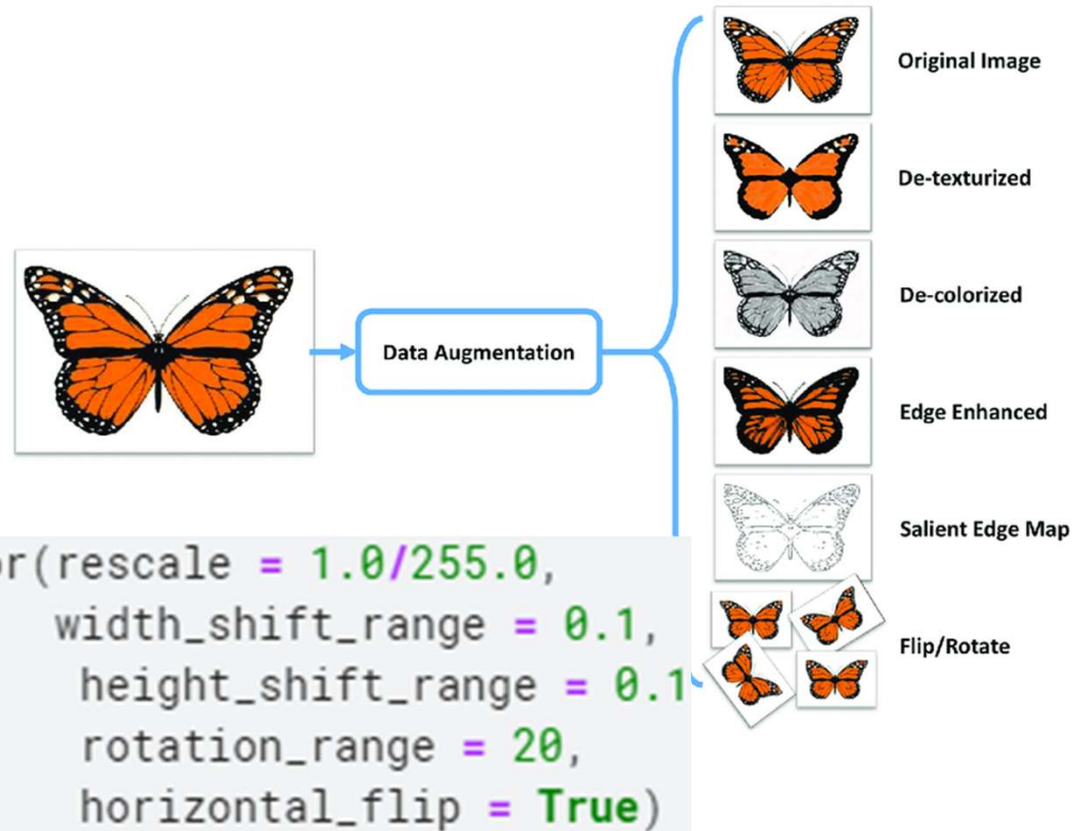 Original Image
De-texturized
De-colorized
Data Augmentation
Edge Enhanced
Salient Edge Map
Flip/Rotate
or(rescale = 1.0/255.0,
width_shift_range = 0.1,
height_shift_range = 0.1
rotation_range = 20,
horizontal_flip = True)